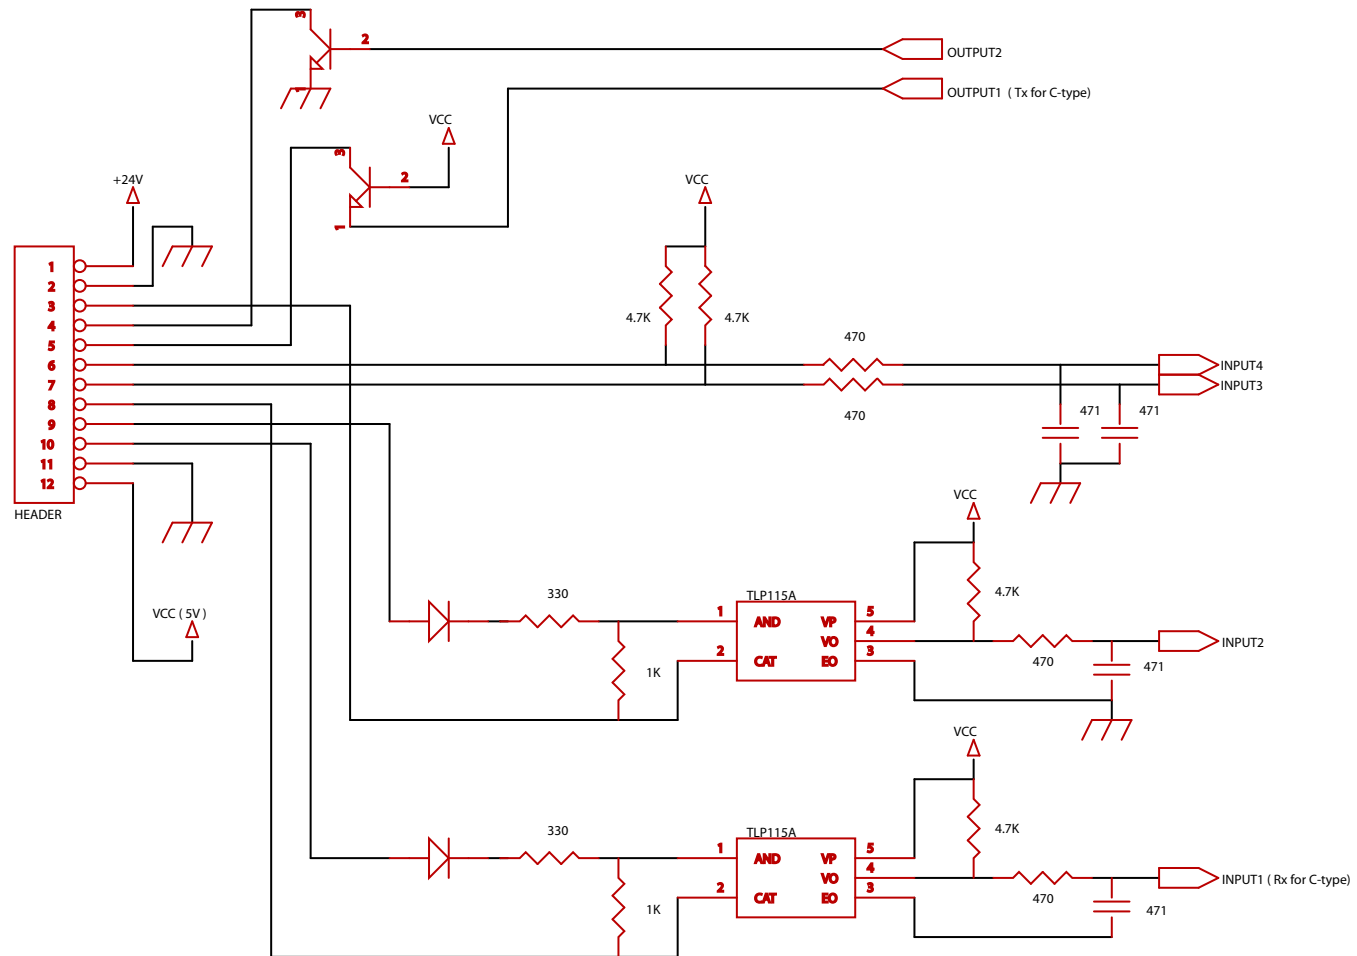 3
2
1
OUTPUT2
OUTPUT1 ( Tx for C-type)
VCC
3
2
1
+24V
VCC
1
2
3
4
5
6
7
8
9
10
11
12
HEADER
4.7K
4.7K
470
470
INPUT4
INPUT3
471
471
VCC ( 5V )
VCC
4.7K
330
TLP115A
1
2
AND
CAT
VP
VO
EO
5
4
3
1K
470
471
INPUT2
VCC
4.7K
330
TLP115A
1
2
AND
CAT
VP
VO
EO
5
4
3
1K
470
471
INPUT1 ( Rx for C-type)